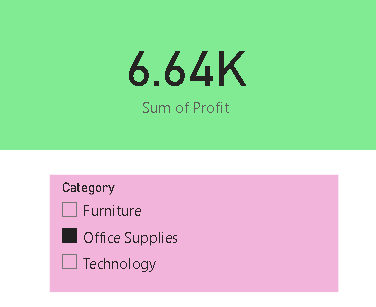 6.64K
Sum of Profit
Category
Furniture
Office Supplies
Technology